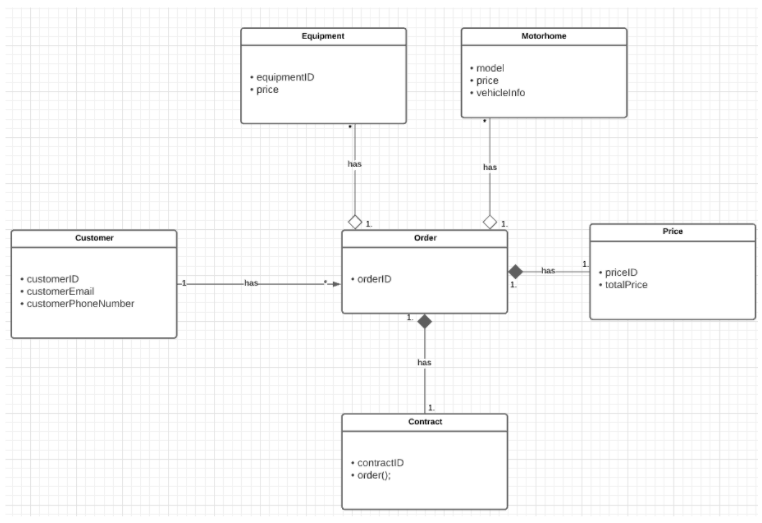 Equipment
• equipmentID
• price
Motorhome
• model
• price
• vehicleInfo
*
*
has
has
1.
1.
Customer
• customerID
• customerEmail
• customerPhoneNumber
1
has
*
Order
• orderID
1.
has
1.
Price
• priceID
• totalPrice
1.
has
1.
Contract
• contractID
• order();